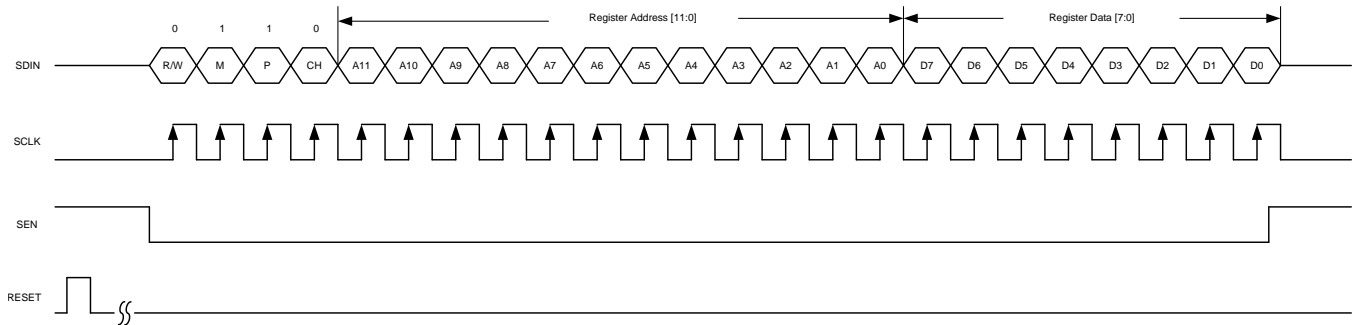 0 1 1 0 Register Address [11:0] Register Data [7:0]
SDIN R/W M P CH A11 A10 A9 A8 A7 A6 A5 A4 A3 A2 A1 A0 D7 D6 D5 D4 D3 D2 D1 D0
SCLK
SEN
RESET